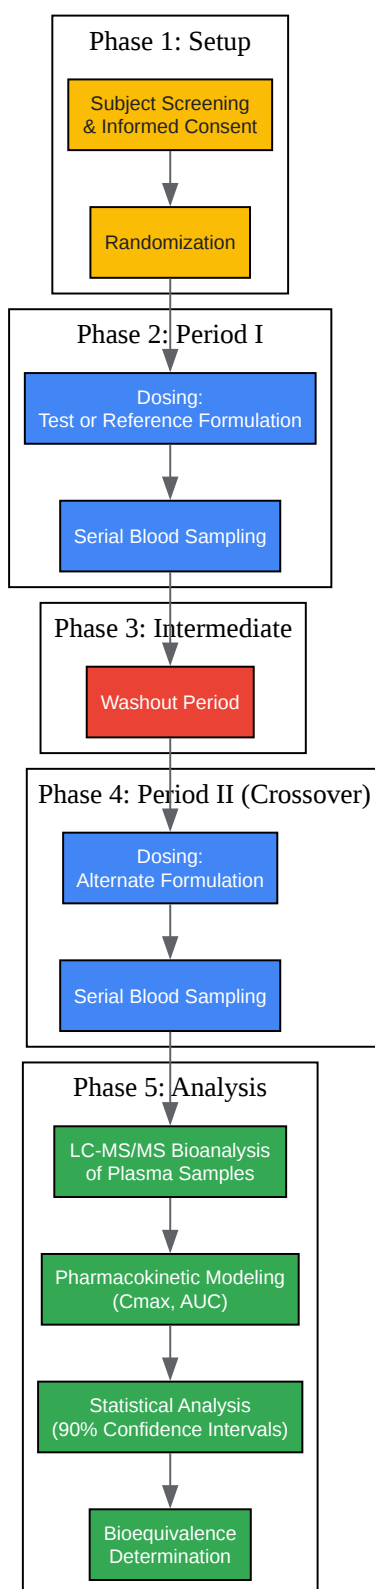 Phase 1: Setup
Subject Screening
& Informed Consent
Randomization
Phase 2: Period I
Dosing:
Test or Reference Formulation
Serial Blood Sampling
Phase 3: Intermediate
Washout Period
Phase 4: Period II (Crossover)
Dosing:
Alternate Formulation
Serial Blood Sampling
Phase 5: Analysis
LC-MS/MS Bioanalysis
of Plasma Samples
Pharmacokinetic Modeling
(Cmax, AUC)
Statistical Analysis
(90% Confidence Intervals)
Bioequivalence
Determination